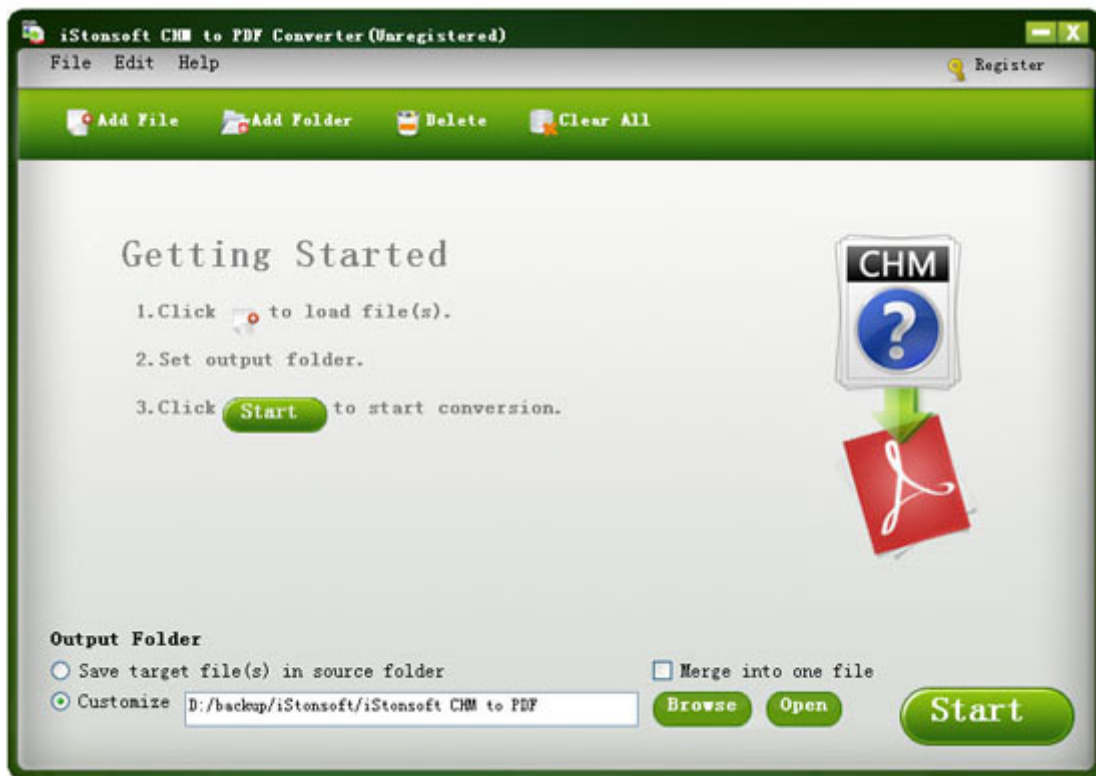 iStonsoft CHM to PDF Converter(Unregistered)
File Edit Help
Register
Add File Add Folder Delete Clear All
Getting Started
1.Click to load file(s).
2.Set output folder.
3.Click Start to start conversion.
CHM
?
Output Folder
Save target file(s) in source folder
Merge into one file
Customize D:/backup/iStonsoft/iStonsoft CHM to PDF Browse Open
Start